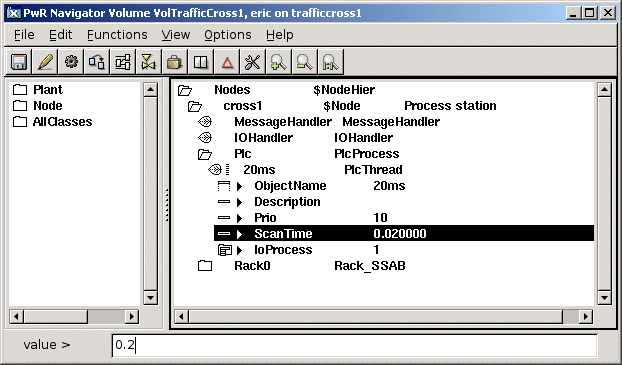 PwR Navigator Volume VolTrafficCross1, eric on trafficcross1
File Edit Functions View Options Help
Plant
Node
AllClasses
Nodes $NodeHier
cross1 $Node Process station
MessageHandler MessageHandler
IOHandler IOHandler
Plc PlcProcess
20ms PlcThread
ObjectName 20ms
Description
Prio 10
ScanTime 0.020000
IoProcess 1
Rack0 Rack_SSAB
value > 0.2